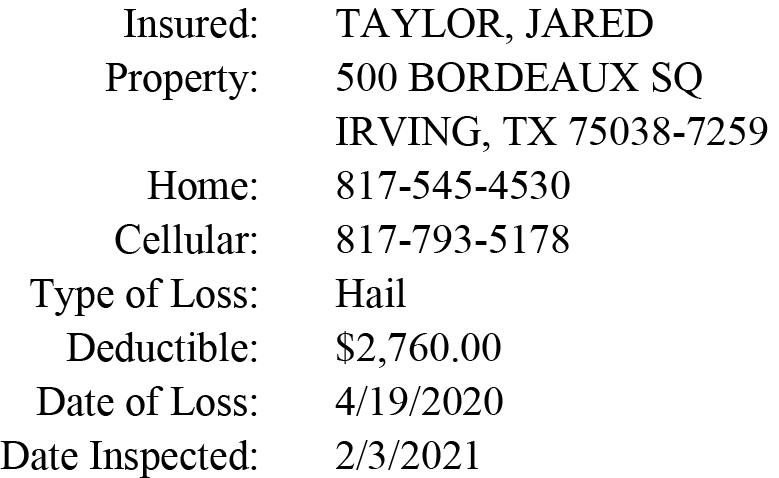 Insured: TAYLOR, JARED
Property: 500 BORDEAUX SQ
IRVING, TX 75038-7259
Home: 817-545-4530
Cellular: 817-793-5178
Type of Loss: Hail
Deductible: $2,760.00
Date of Loss: 4/19/2020
Date Inspected: 2/3/2021